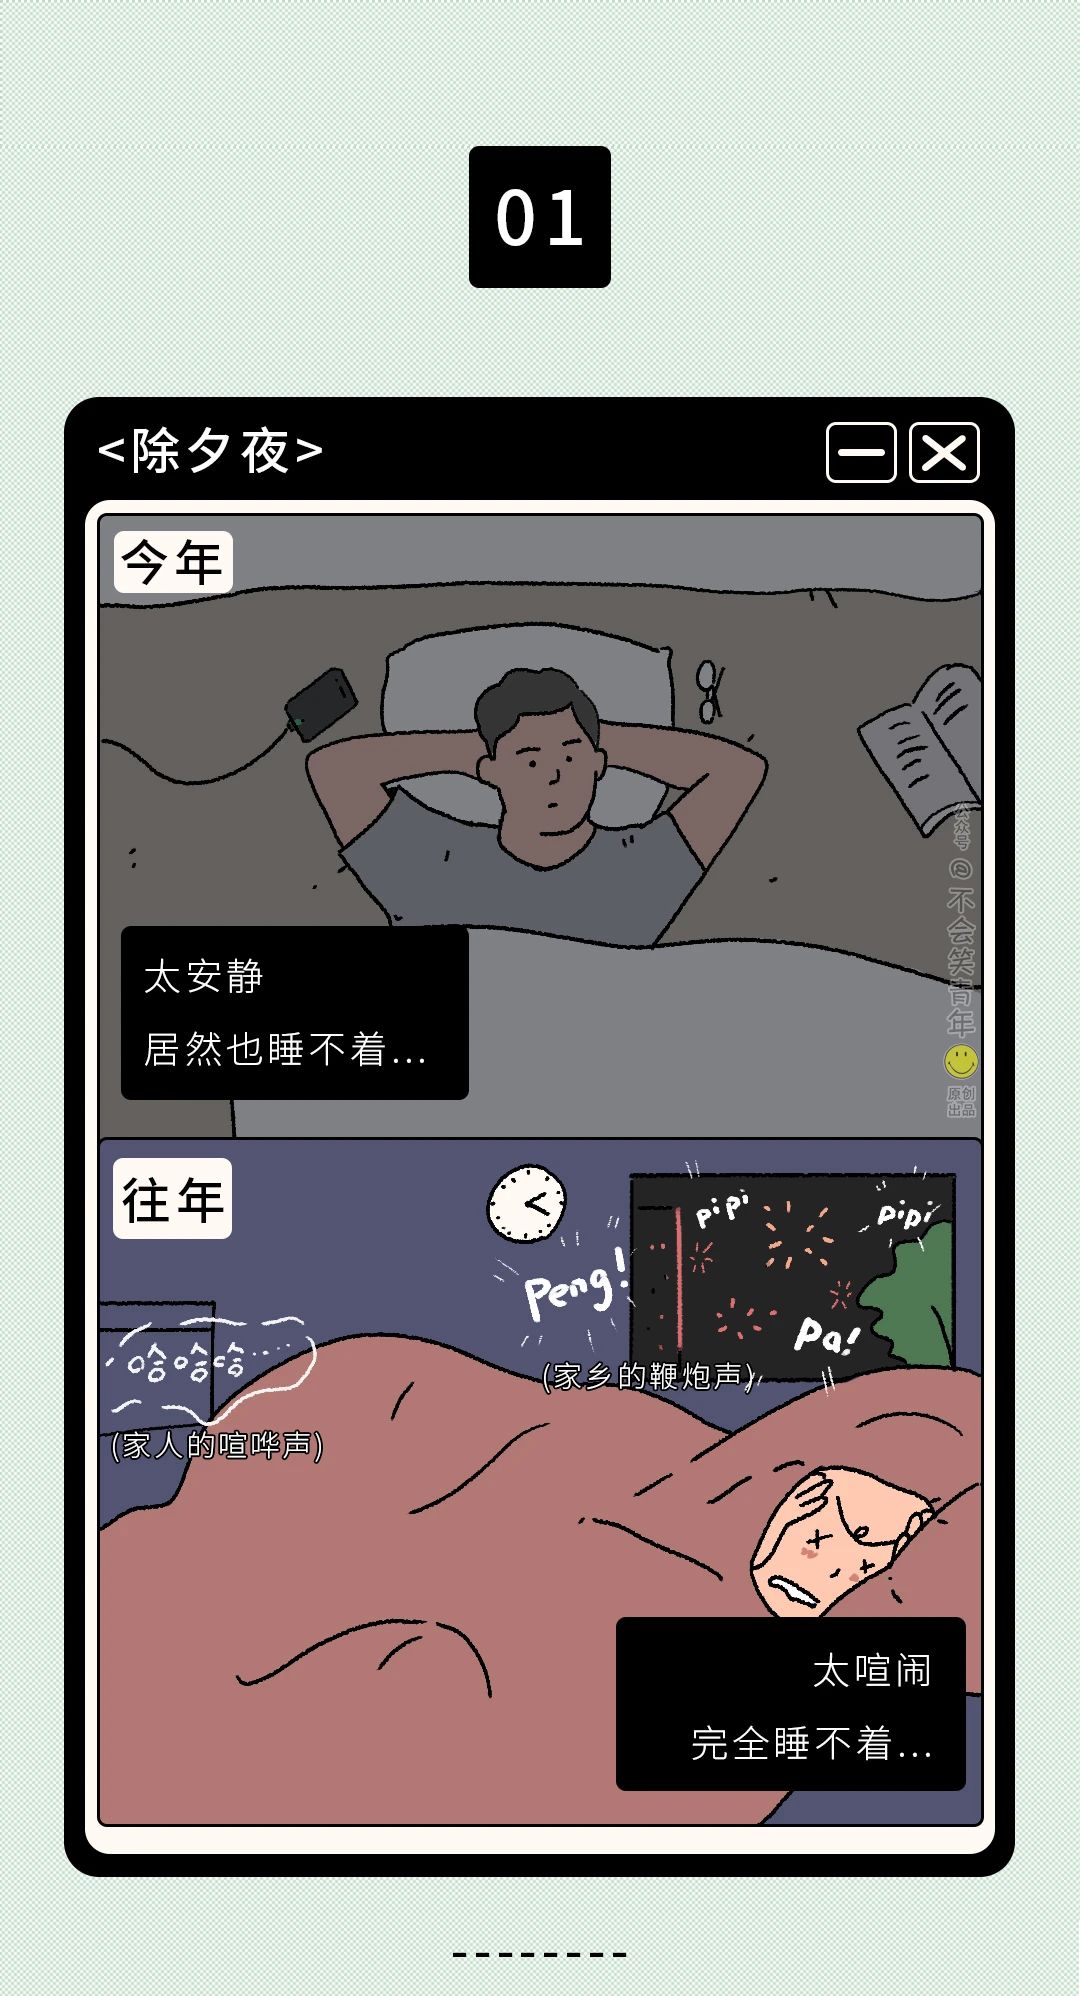 01
<除夕夜>
今年
太安静
居然也睡不着...
公众号
@不会笑青年
原创
出品
往年
pipi
pipi
Peng!
Pa!
哈哈哈……
(家乡的鞭炮声)
(家人的喧哗声)
太喧闹
完全睡不着...